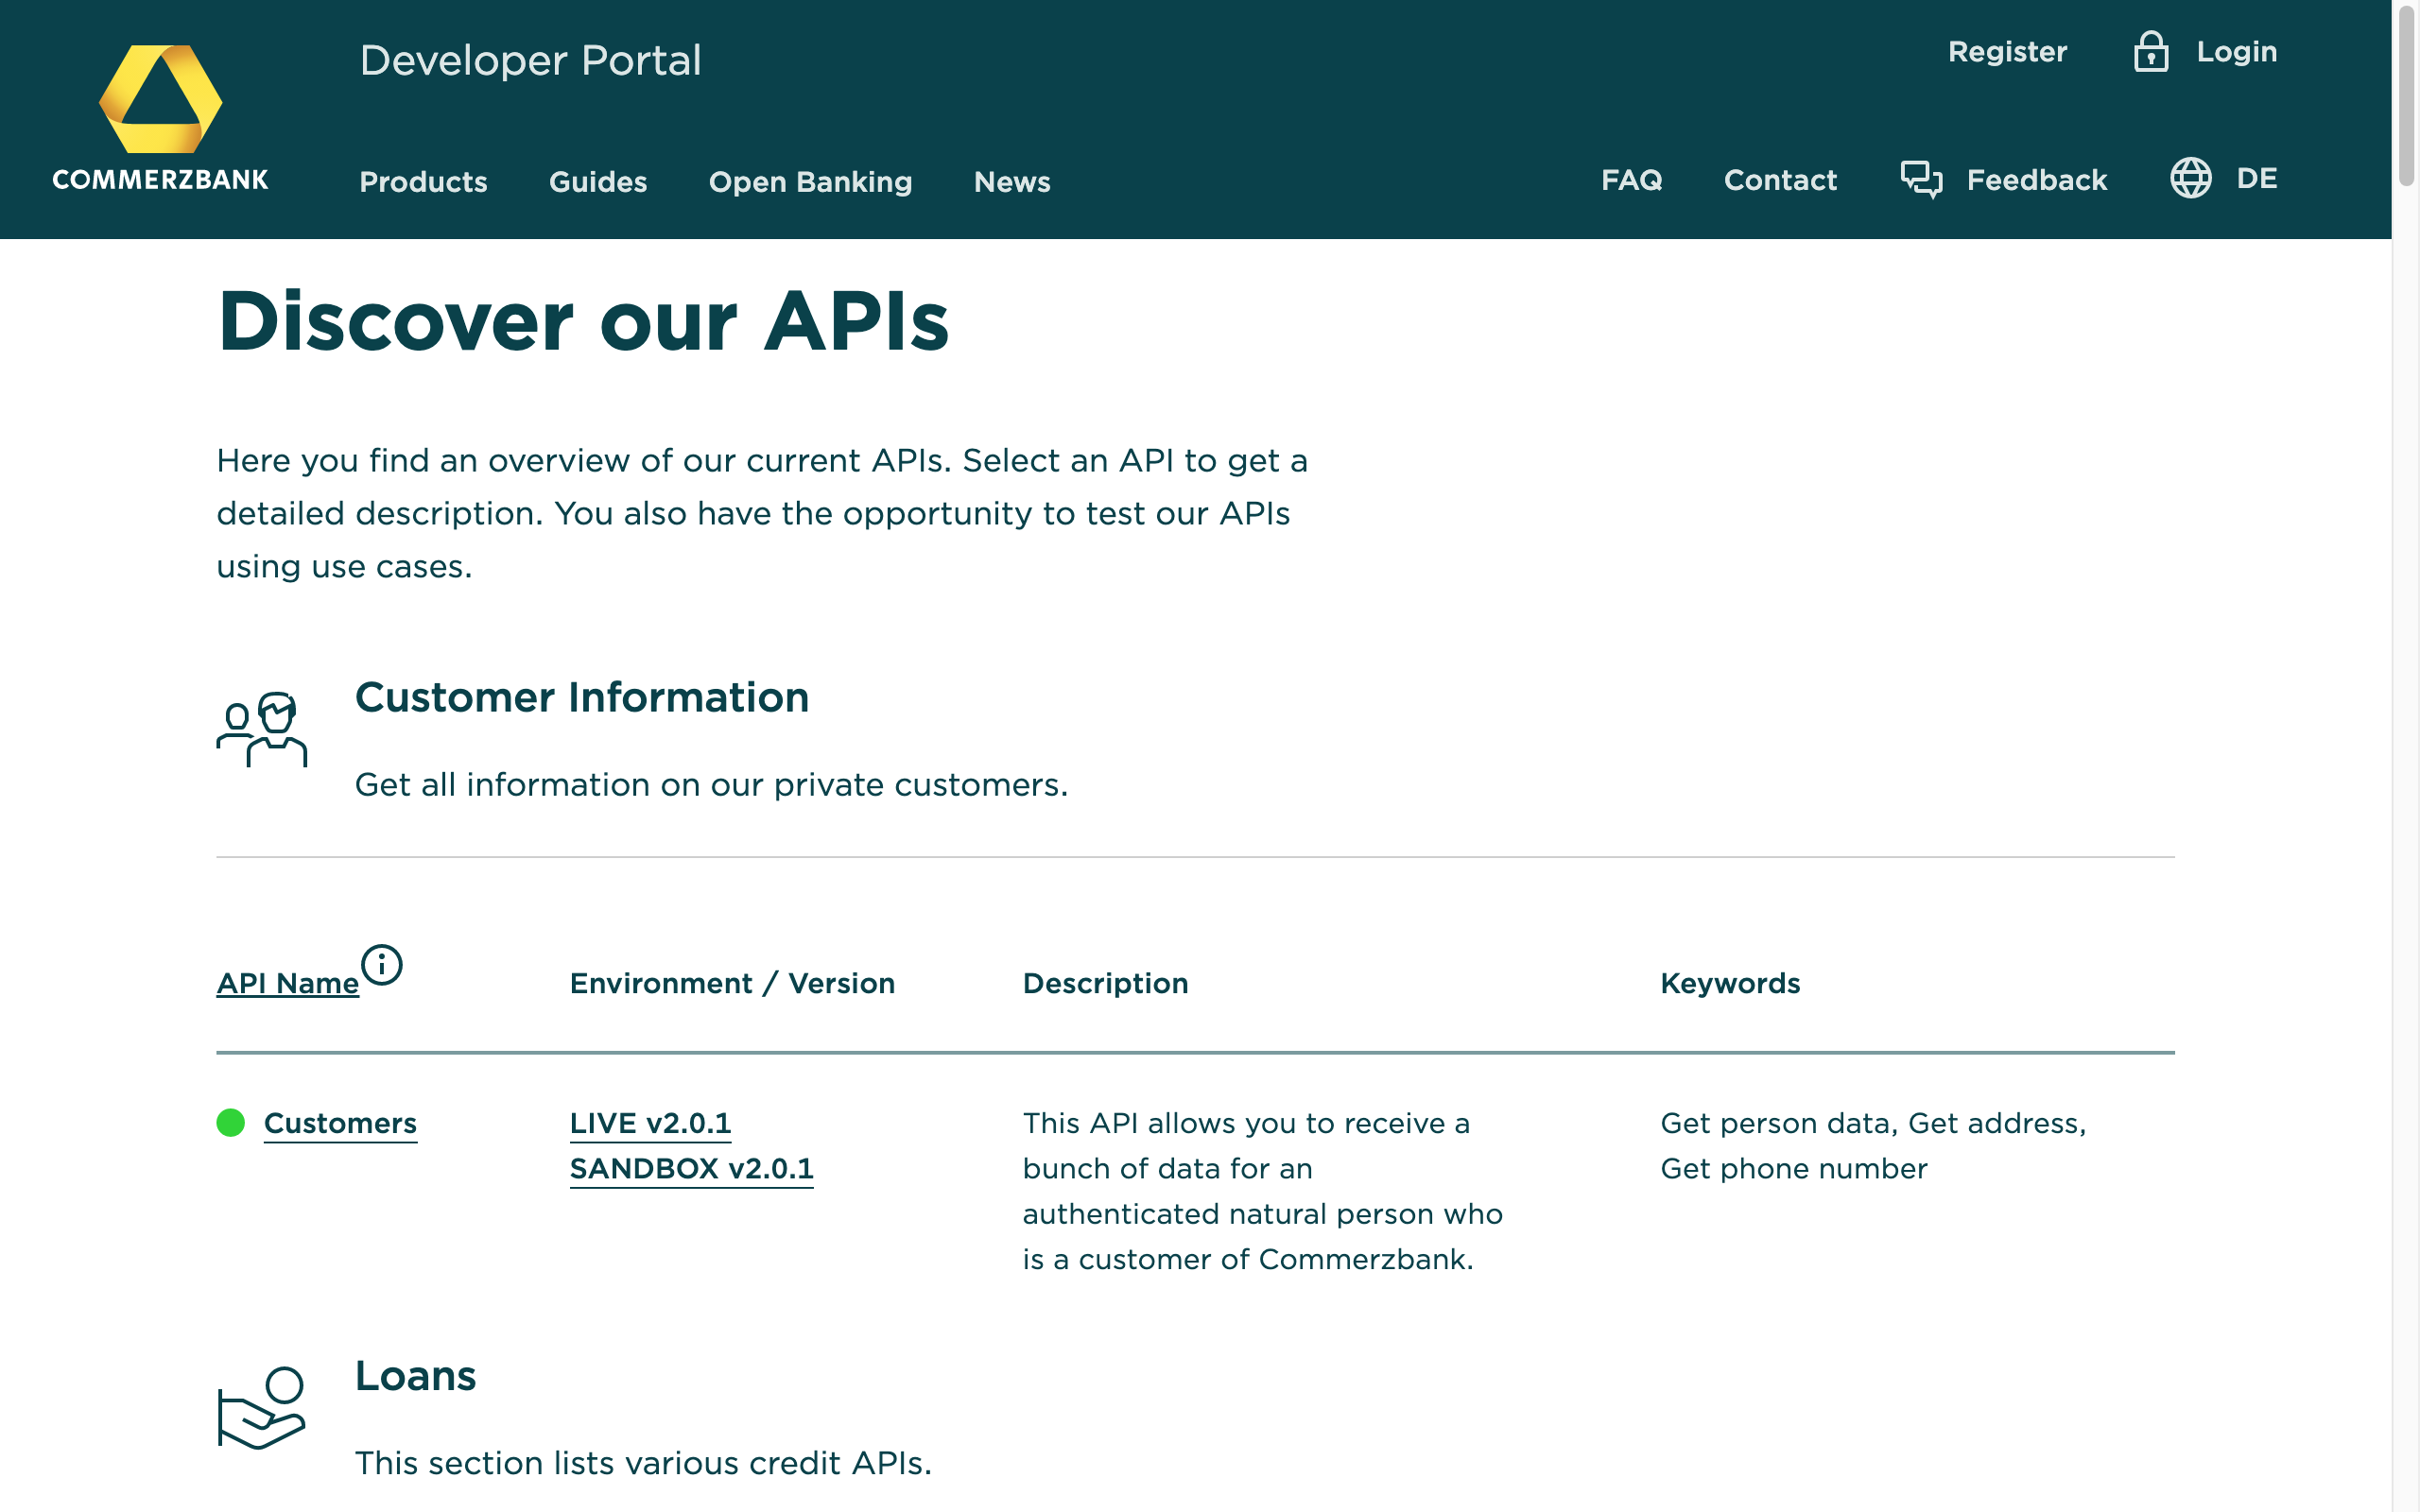 Developer Portal
Register
Login
COMMERZBANK
Products
Guides
Open Banking
News
FAQ
Contact
Feedback
DE
Discover our APIs
Here you find an overview of our current APIs. Select an API to get a
detailed description. You also have the opportunity to test our APIs
using use cases.
Customer Information
Get all information on our private customers.
API Name
Environment / Version
Description
Keywords
Customers
LIVE v2.0.1
SANDBOX v2.0.1
This API allows you to receive a
bunch of data for an
authenticated natural person who
is a customer of Commerzbank.
Get person data, Get address,
Get phone number
Loans
This section lists various credit APIs.